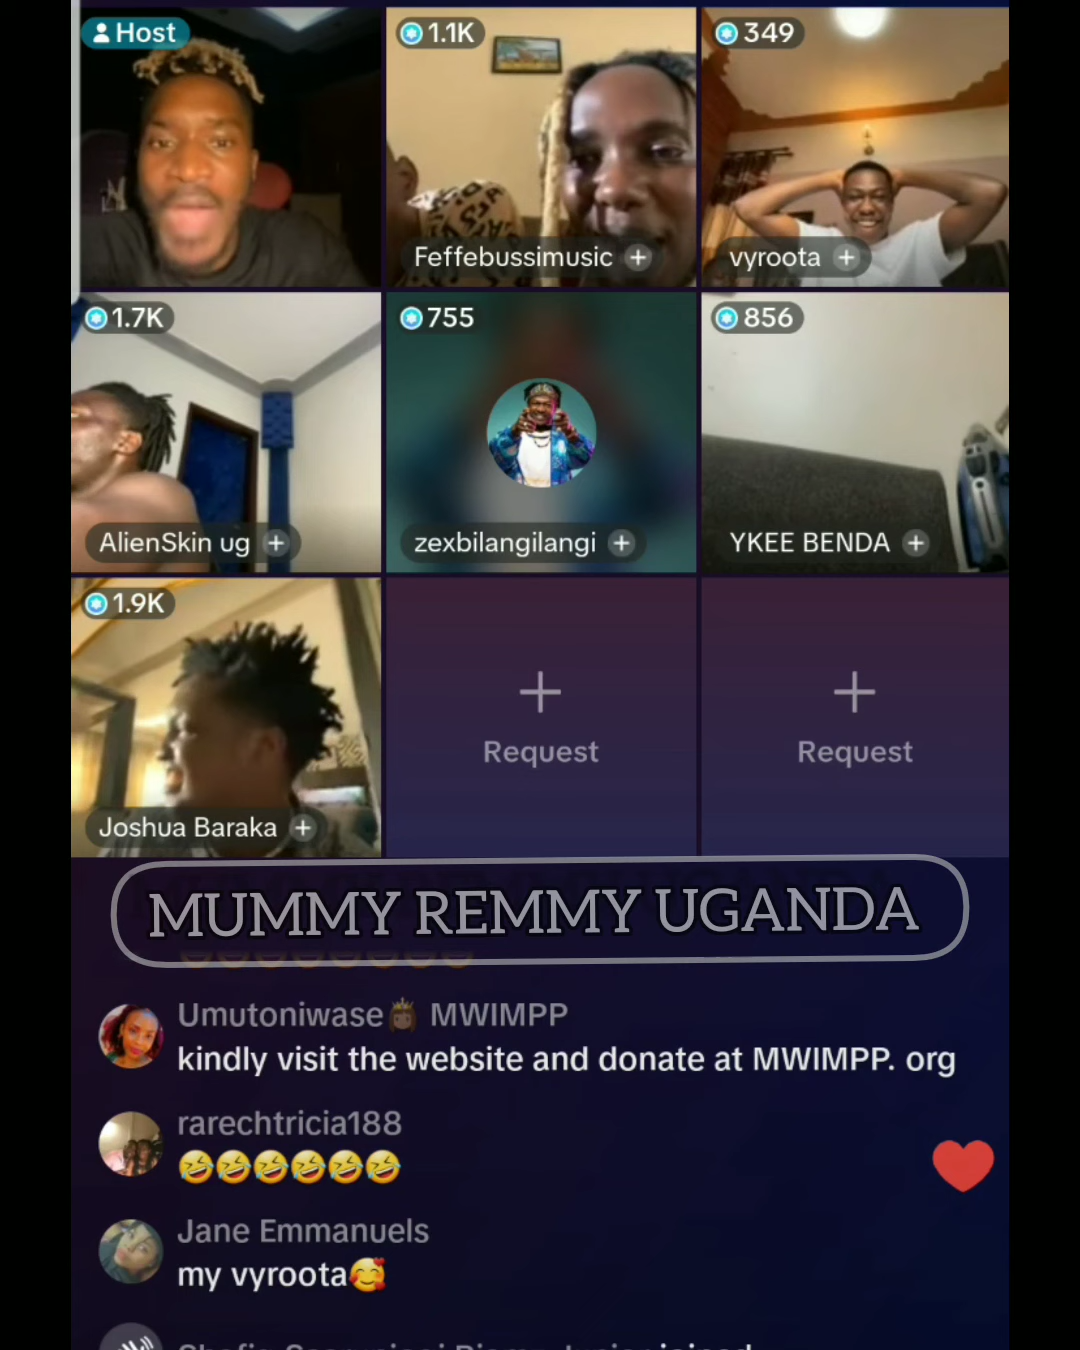 Host
1.1K
349
Feffebussimusic +
vyroota +
1.7K
755
856
AlienSkin ug +
zexbilangilangi +
YKEE BENDA +
1.9K
Joshua Baraka +
+
Request
+
Request
MUMMY REMMY UGANDA
Umutoniwase👸🏾 MWIMPP
kindly visit the website and donate at MWIMPP. org
rarechtricia188
🤣🤣🤣🤣🤣🤣
Jane Emmanuels
my vyroota🥰
joined